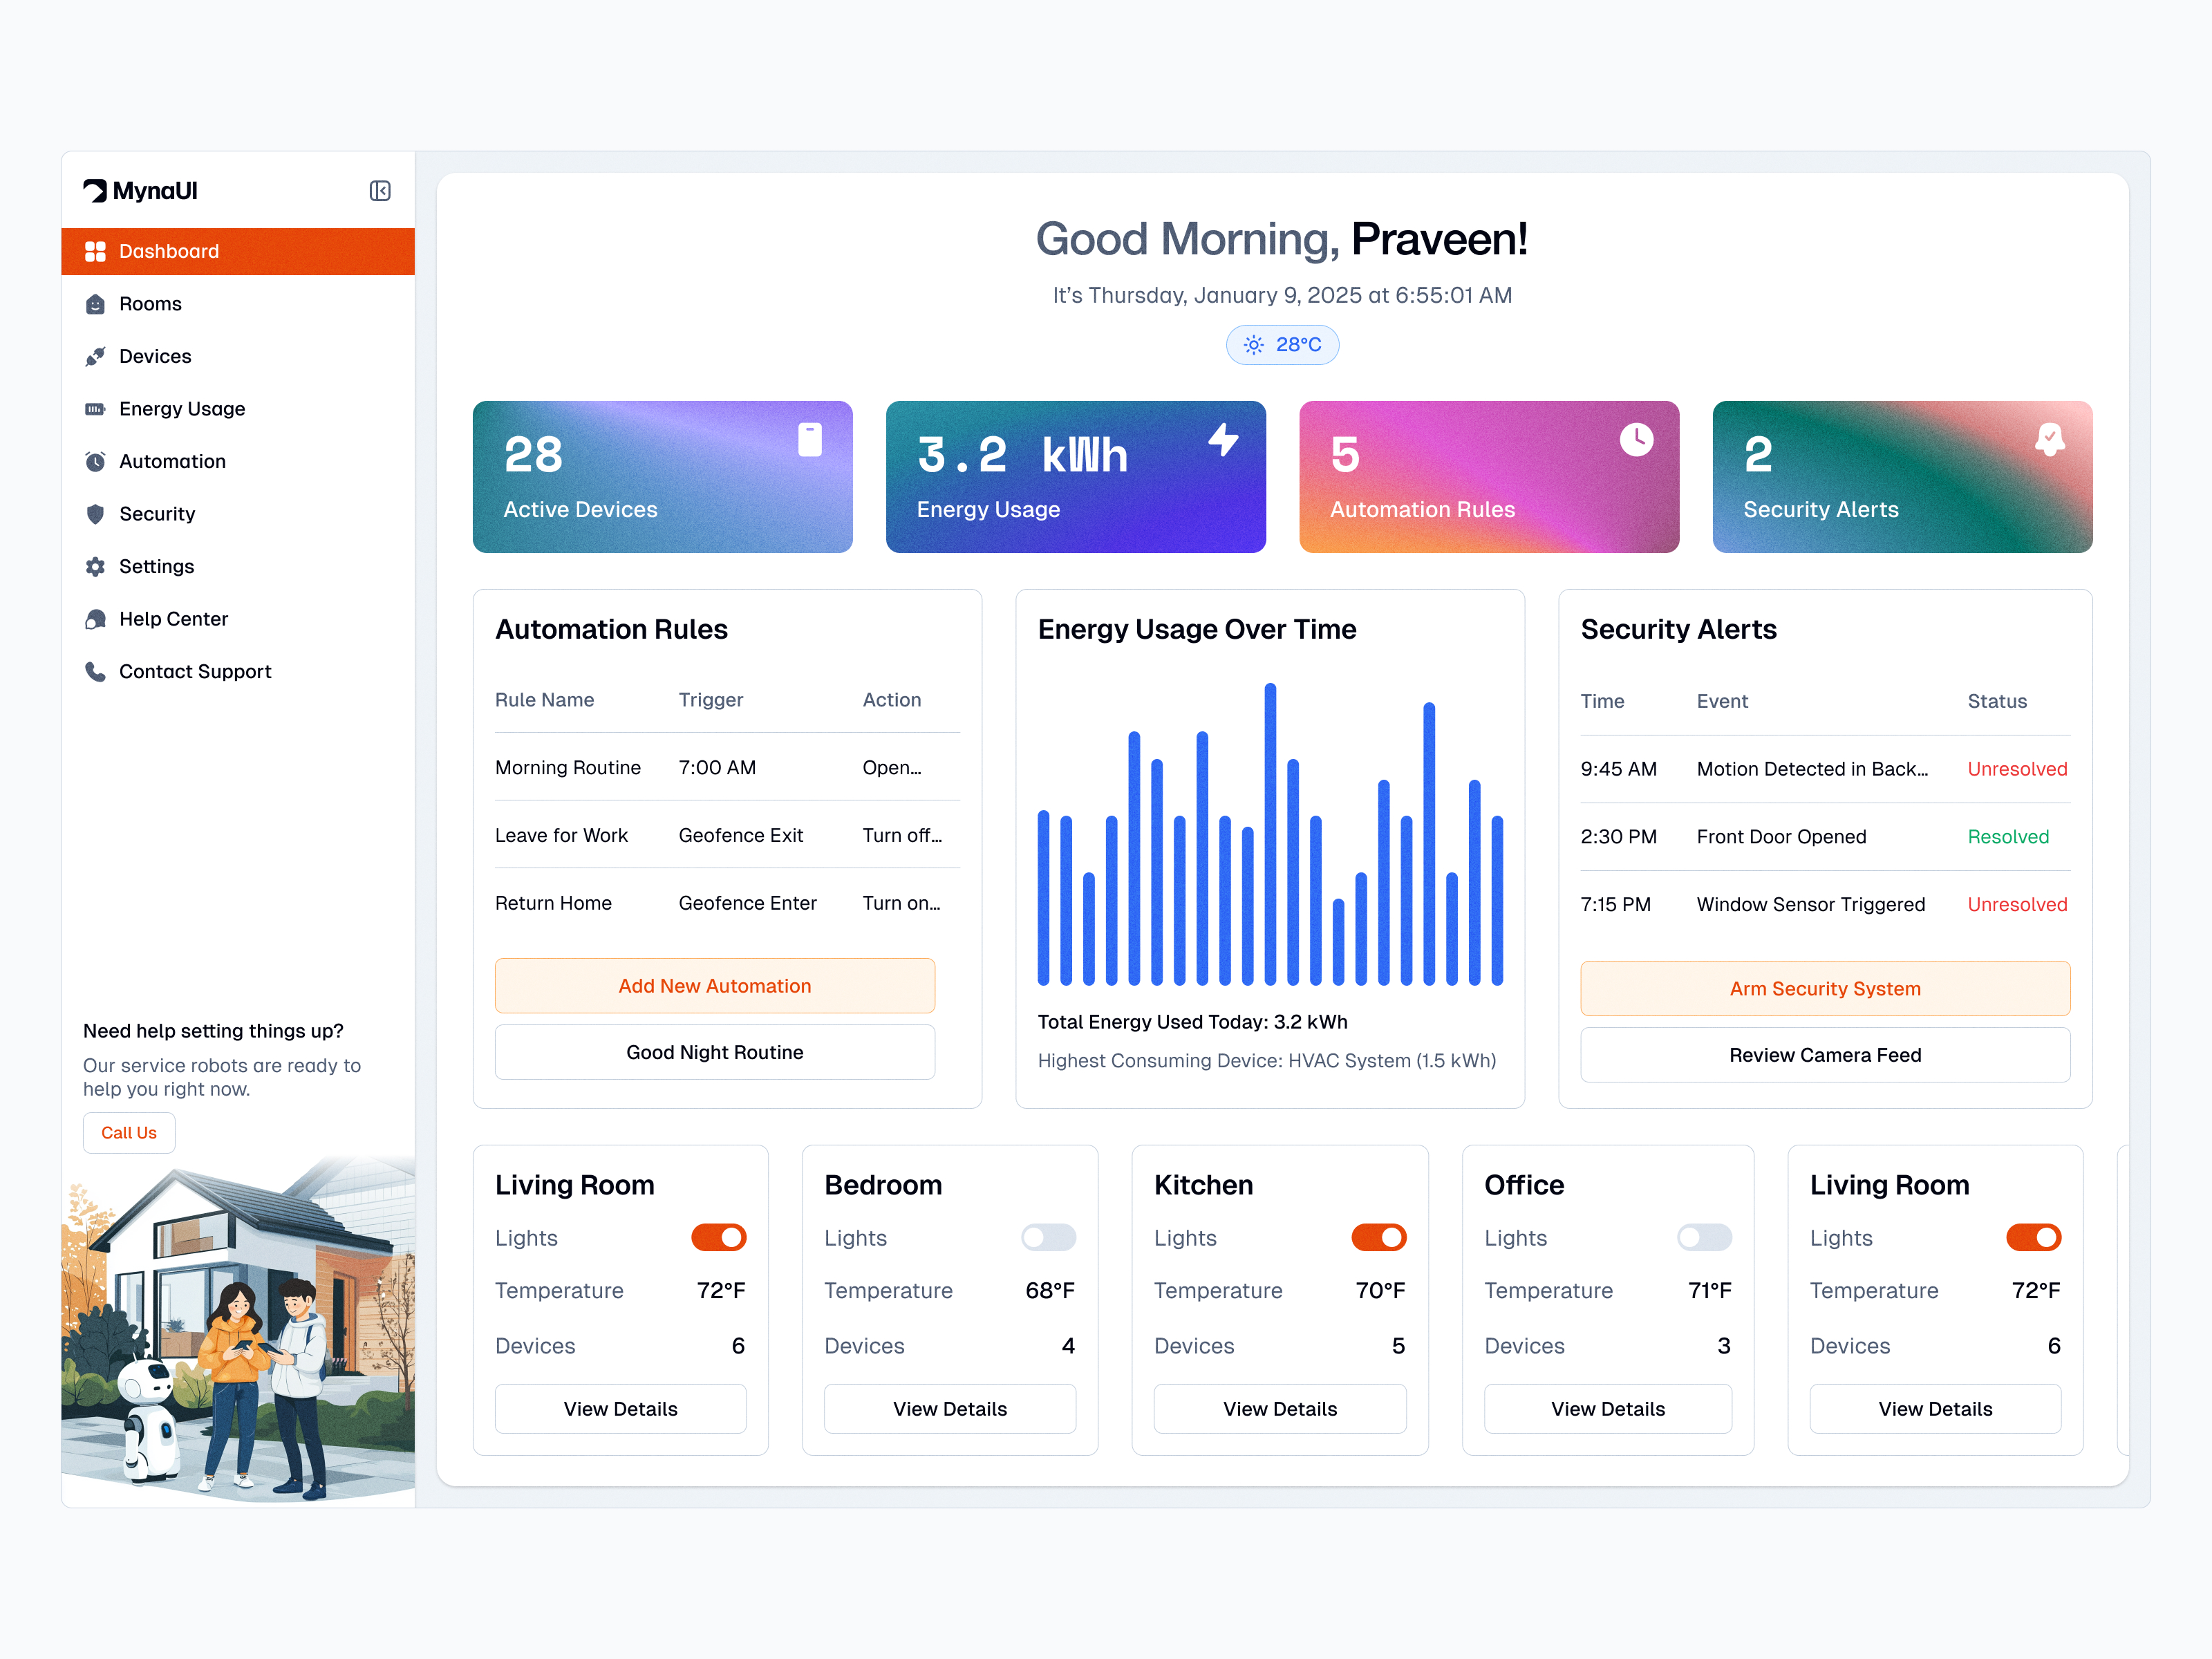 MynaUI
Dashboard
Rooms
Devices
Energy Usage
Automation
Security
Settings
Help Center
Contact Support
Need help setting things up?
Our service robots are ready to
help you right now.
Call Us
Good Morning, Praveen!
It’s Thursday, January 9, 2025 at 6:55:01 AM
28°C
28
Active Devices
3.2 kWh
Energy Usage
5
Automation Rules
2
Security Alerts
Automation Rules
Rule Name Trigger Action
Morning Routine 7:00 AM Open...
Leave for Work Geofence Exit Turn off...
Return Home Geofence Enter Turn on...
Add New Automation
Good Night Routine
Energy Usage Over Time
Total Energy Used Today: 3.2 kWh
Highest Consuming Device: HVAC System (1.5 kWh)
Security Alerts
Time Event Status
9:45 AM Motion Detected in Back... Unresolved
2:30 PM Front Door Opened Resolved
7:15 PM Window Sensor Triggered Unresolved
Arm Security System
Review Camera Feed
Living Room
Lights
Temperature 72°F
Devices 6
View Details
Bedroom
Lights
Temperature 68°F
Devices 4
View Details
Kitchen
Lights
Temperature 70°F
Devices 5
View Details
Office
Lights
Temperature 71°F
Devices 3
View Details
Living Room
Lights
Temperature 72°F
Devices 6
View Details